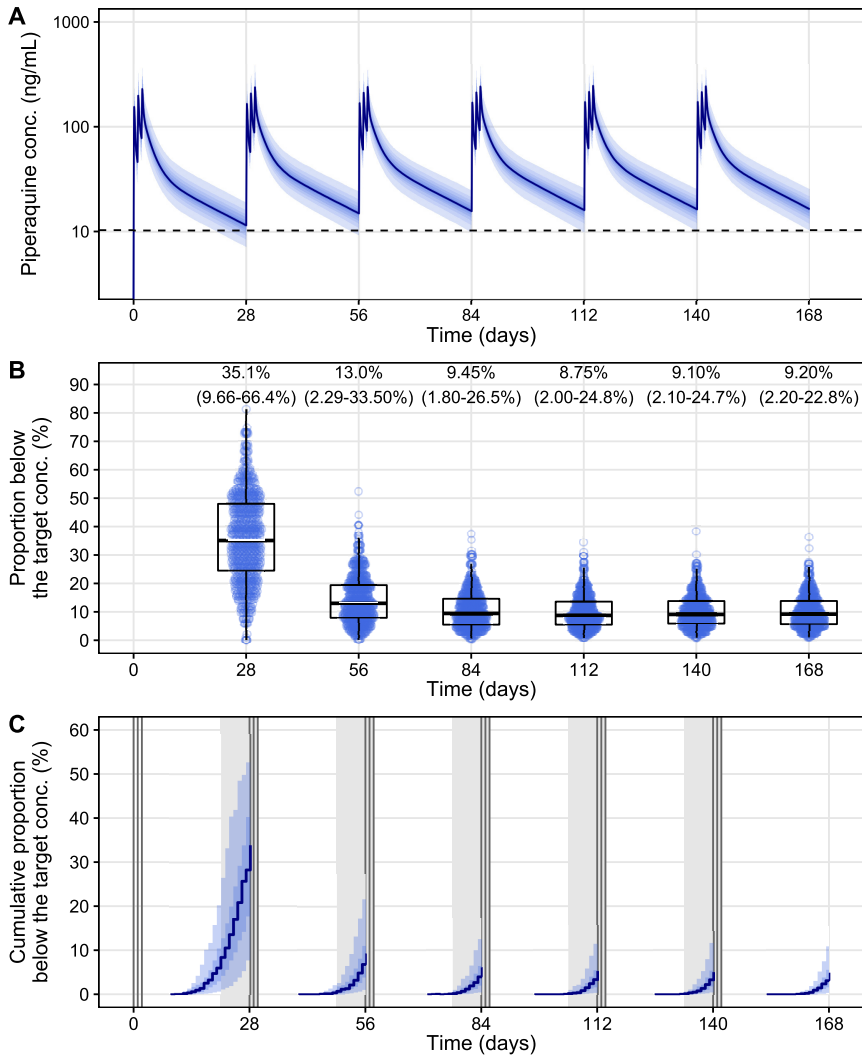 A
Piperaquine conc. (ng/mL)
1000
100
10
0 28 56 84 112 140 168
Time (days)
B
Proportion below
the target conc. (%)
35.1% 13.0% 9.45% 8.75% 9.10% 9.20%
(9.66-66.4%) (2.29-33.50%) (1.80-26.5%) (2.00-24.8%) (2.10-24.7%) (2.20-22.8%)
90
80
70
60
50
40
30
20
10
0
0 28 56 84 112 140 168
Time (days)
C
Cumulative proportion
below the target conc. (%)
60
50
40
30
20
10
0
0 28 56 84 112 140 168
Time (days)